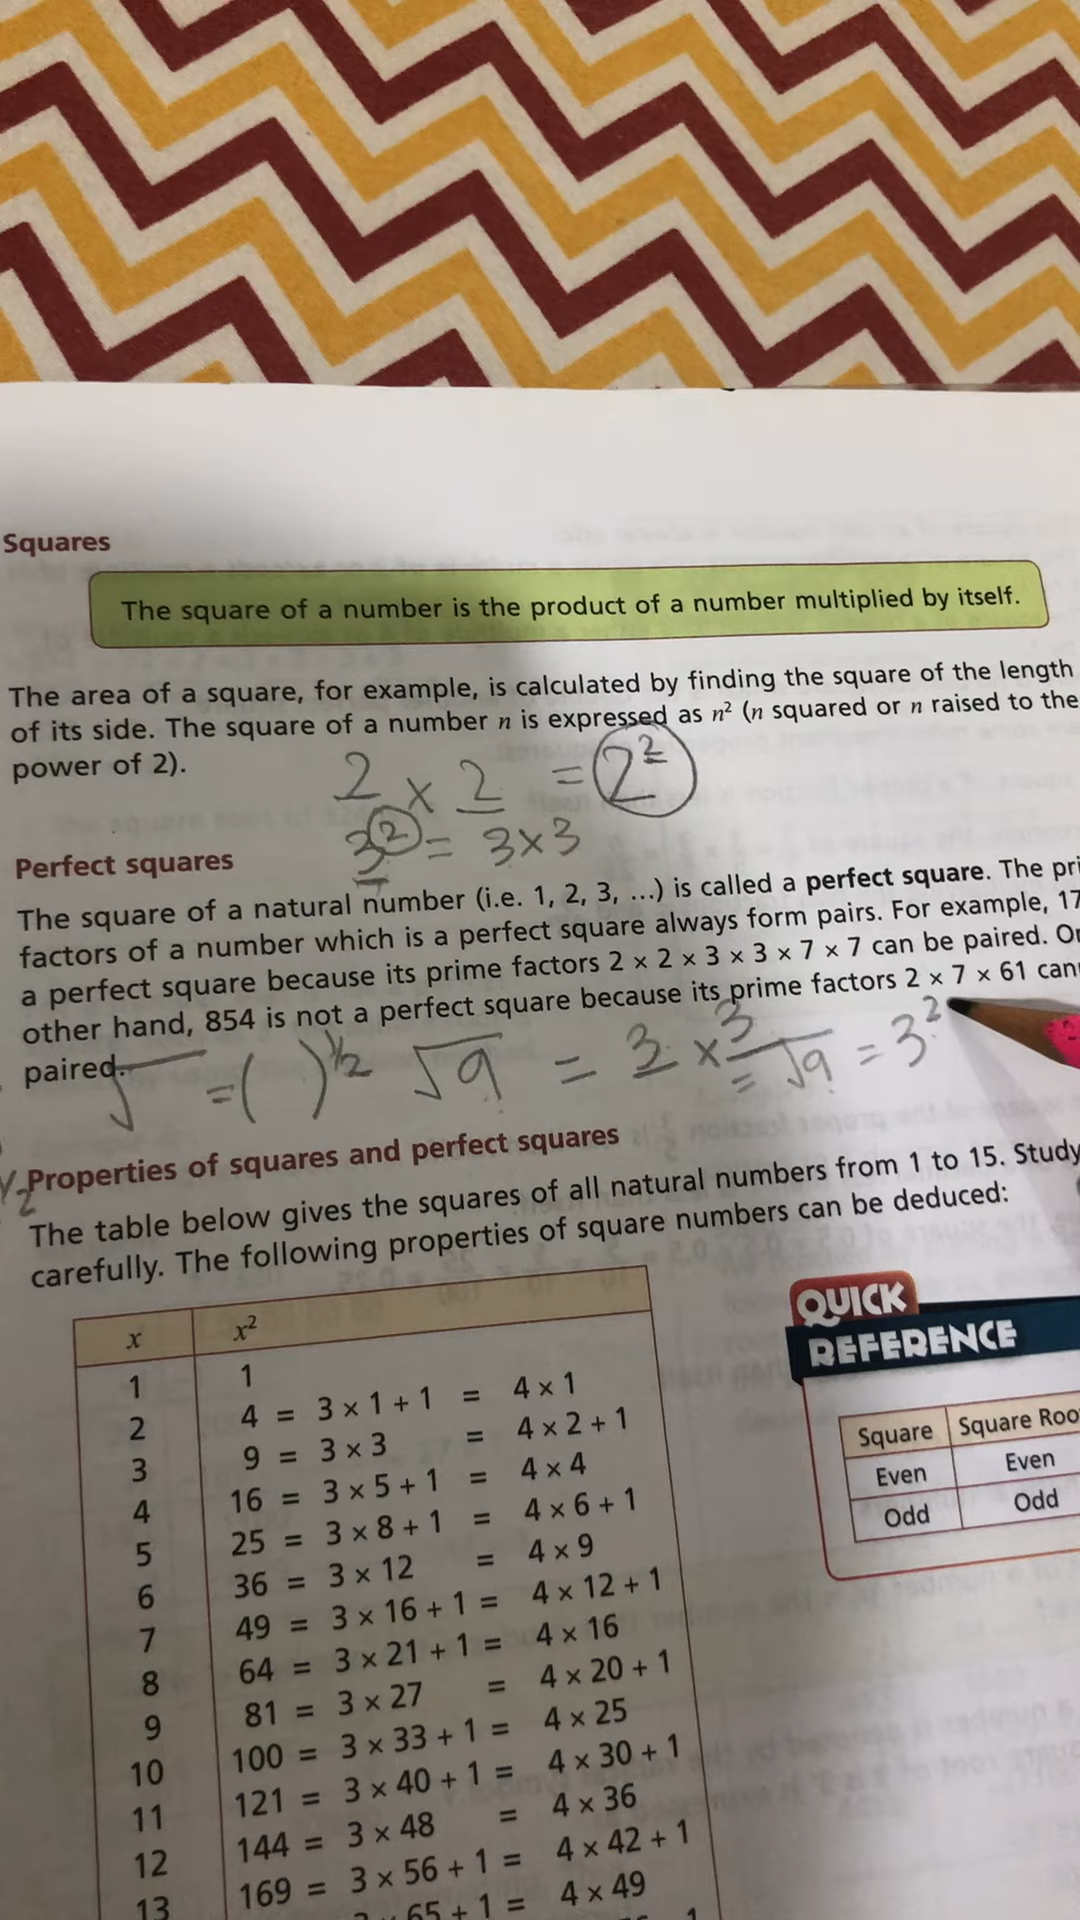 Squares
The square of a number is the product of a number multiplied by itself.
The area of a square, for example, is calculated by finding the square of the length
of its side. The square of a number n is expressed as n² (n squared or n raised to the
power of 2).
2 × 2 = 2²
3² = 3×3
Perfect squares
The square of a natural number (i.e. 1, 2, 3, ...) is called a perfect square. The pri
factors of a number which is a perfect square always form pairs. For example, 17
a perfect square because its prime factors 2 × 2 × 3 × 3 × 7 × 7 can be paired. On
other hand, 854 is not a perfect square because its prime factors 2 × 7 × 61 can
paired.
√ = ( )^1/2 √9 = 3 × 3 = √9 = 3²
Properties of squares and perfect squares
The table below gives the squares of all natural numbers from 1 to 15. Study
carefully. The following properties of square numbers can be deduced:
x x²
1 1
2 4 = 3 × 1 + 1 = 4 × 1
3 9 = 3 × 3 = 4 × 2 + 1
4 16 = 3 × 5 + 1 = 4 × 4
5 25 = 3 × 8 + 1 = 4 × 6 + 1
6 36 = 3 × 12 = 4 × 9
7 49 = 3 × 16 + 1 = 4 × 12 + 1
8 64 = 3 × 21 + 1 = 4 × 16
9 81 = 3 × 27 = 4 × 20 + 1
10 100 = 3 × 33 + 1 = 4 × 25
11 121 = 3 × 40 + 1 = 4 × 30 + 1
12 144 = 3 × 48 = 4 × 36
13 169 = 3 × 56 + 1 = 4 × 42 + 1
65 + 1 = 4 × 49
QUICK
REFERENCE
Square Square Roo
Even Even
Odd Odd